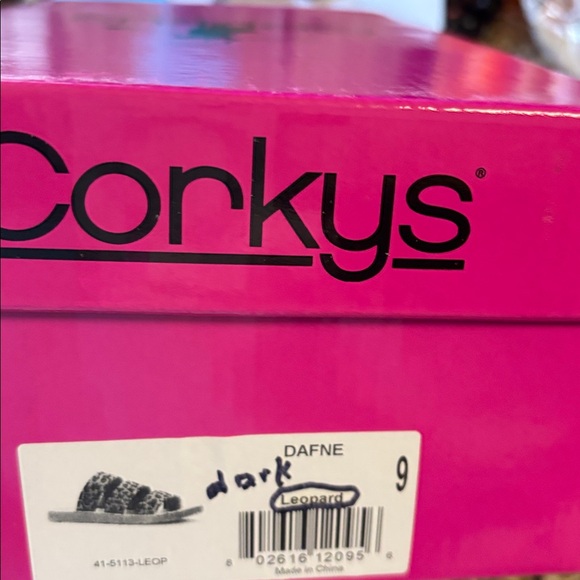 Corkys®
DAFNE
dark
9
Leopard
41-5113-LEOP
8 02616 12095 6
Made in China